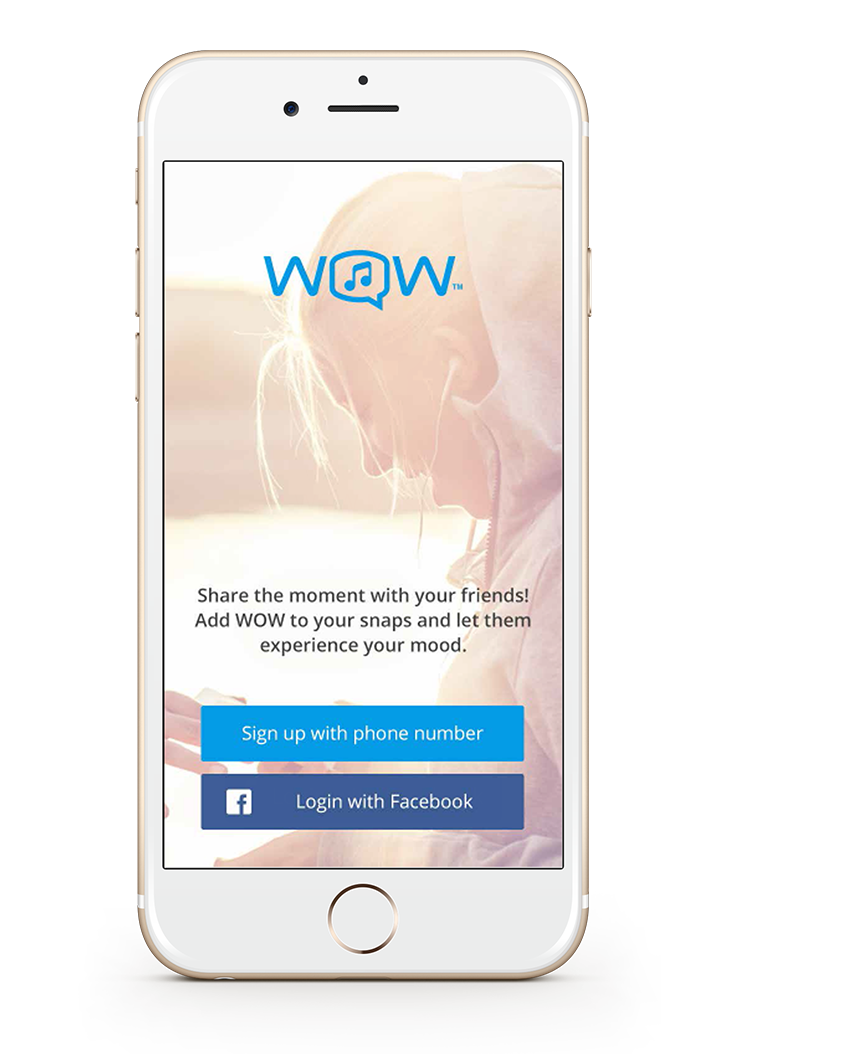 WOW™
Share the moment with your friends!
Add WOW to your snaps and let them
experience your mood.
Sign up with phone number
f Login with Facebook